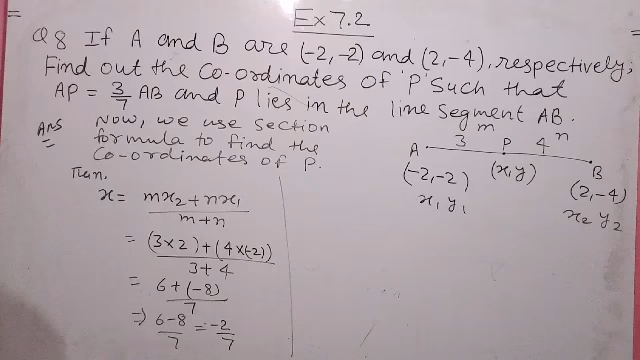 Ex 7.2
Q8 If A and B are (-2,-2) and (2,-4), respectively,
Find out the Co-ordinates of 'P' Such that
AP = 3/7 AB and P lies in the line segment AB.
Ans Now, we use section
formula to find the
Co-ordinates of P.
Then,
x = mx₂ + nx₁ / m+n
= (3×2) + (4×(-2)) / 3+4
= 6 + (-8) / 7
⇒ 6-8 / 7 = -2/7
m n
A 3 P 4 B
(-2,-2) (x,y) (2,-4)
x₁ y₁ x₂ y₂